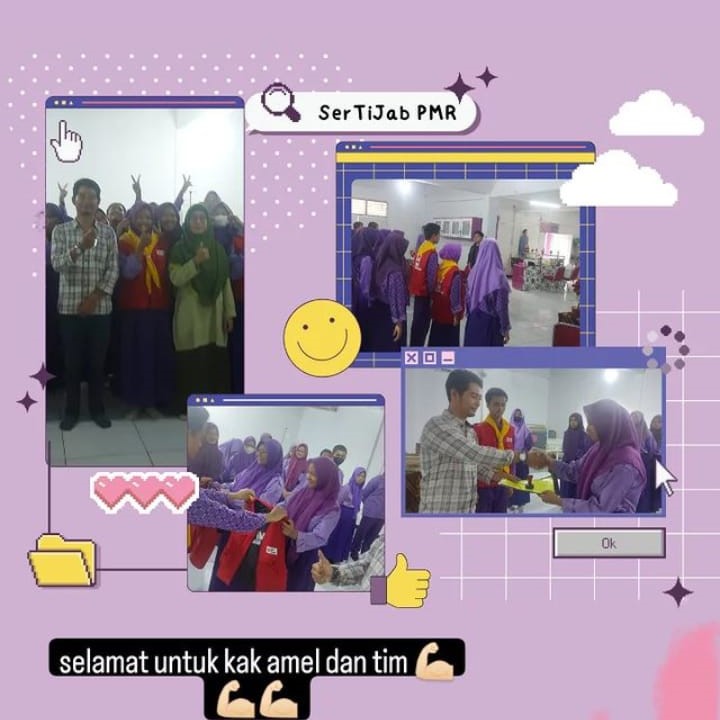 SerTiJab PMR
Ok
selamat untuk kak amel dan tim 💪🏻
💪🏻💪🏻